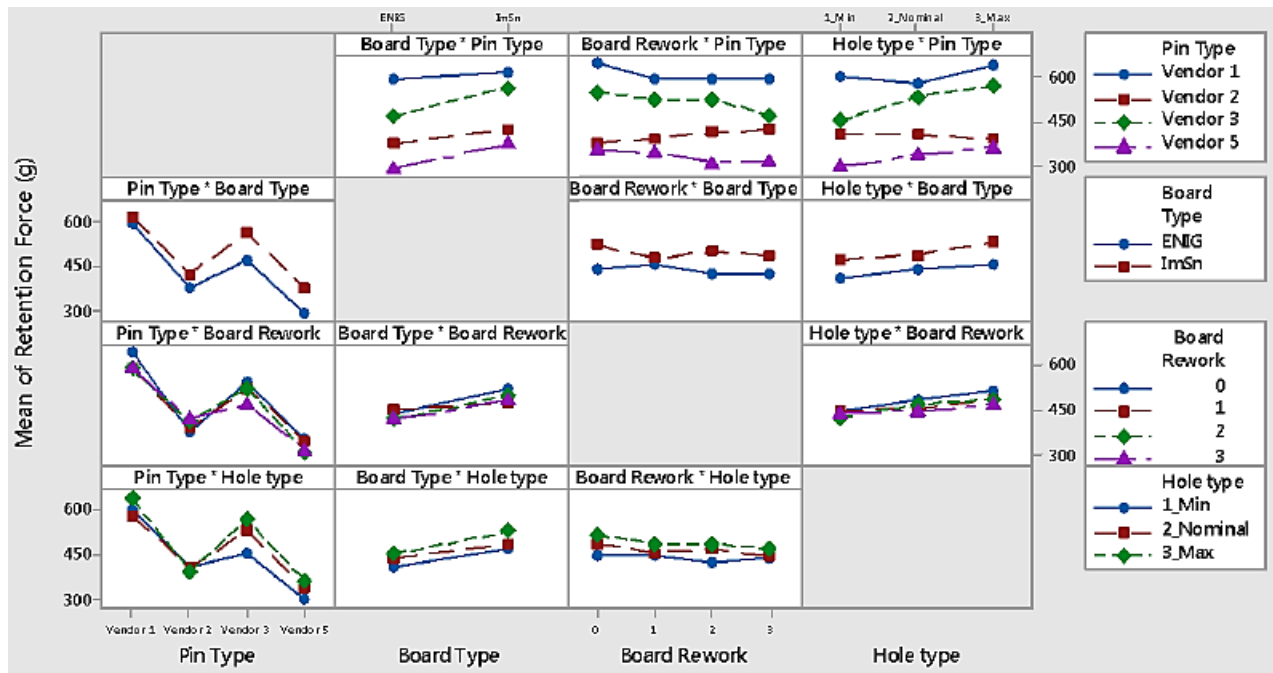 ENIG ImSn 1_Min 2_Nominal 3_Max
Board Type * Pin Type Board Rework * Pin Type Hole type * Pin Type
600
450
300
Pin Type
Vendor 1
Vendor 2
Vendor 3
Vendor 5
Pin Type * Board Type Board Rework * Board Type Hole type * Board Type
600
450
300
Board
Type
ENIG
ImSn
Mean of Retention Force (g)
Pin Type * Board Rework Board Type * Board Rework Hole type * Board Rework
600
450
300
Board
Rework
0
1
2
3
Pin Type * Hole type Board Type * Hole type Board Rework * Hole type
600
450
300
Hole type
1_Min
2_Nominal
3_Max
Vendor 1 Vendor 2 Vendor 3 Vendor 5 0 1 2 3
Pin Type Board Type Board Rework Hole type